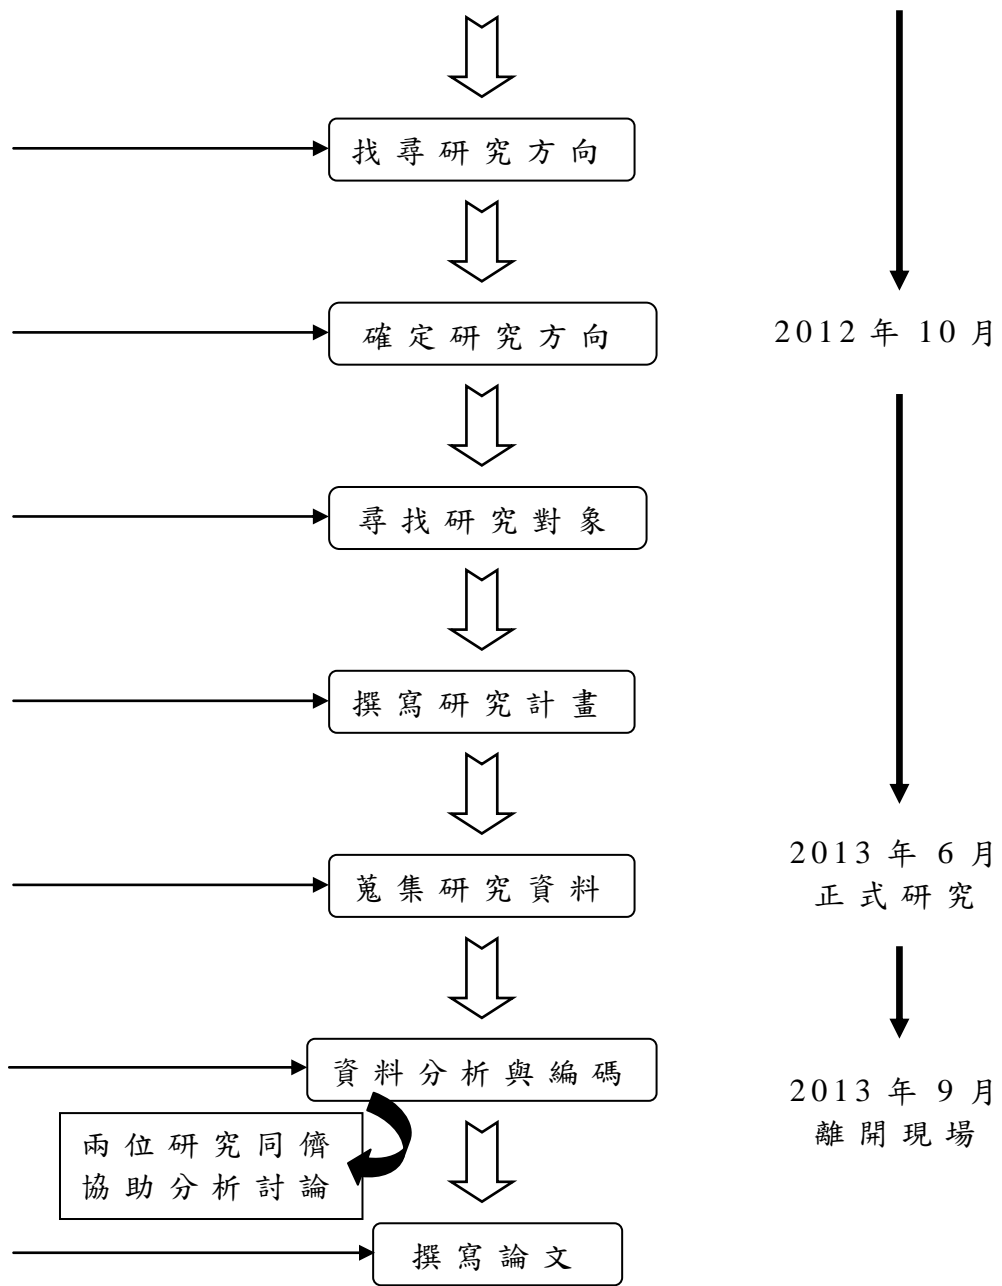 找尋研究方向
確定研究方向
2012年 10月
尋找研究對象
撰寫研究計畫
蒐集研究資料
2013年 6月
正式研究
資料分析與編碼
2013年 9月
離開現場
兩位研究同儕
協助分析討論
撰寫論文